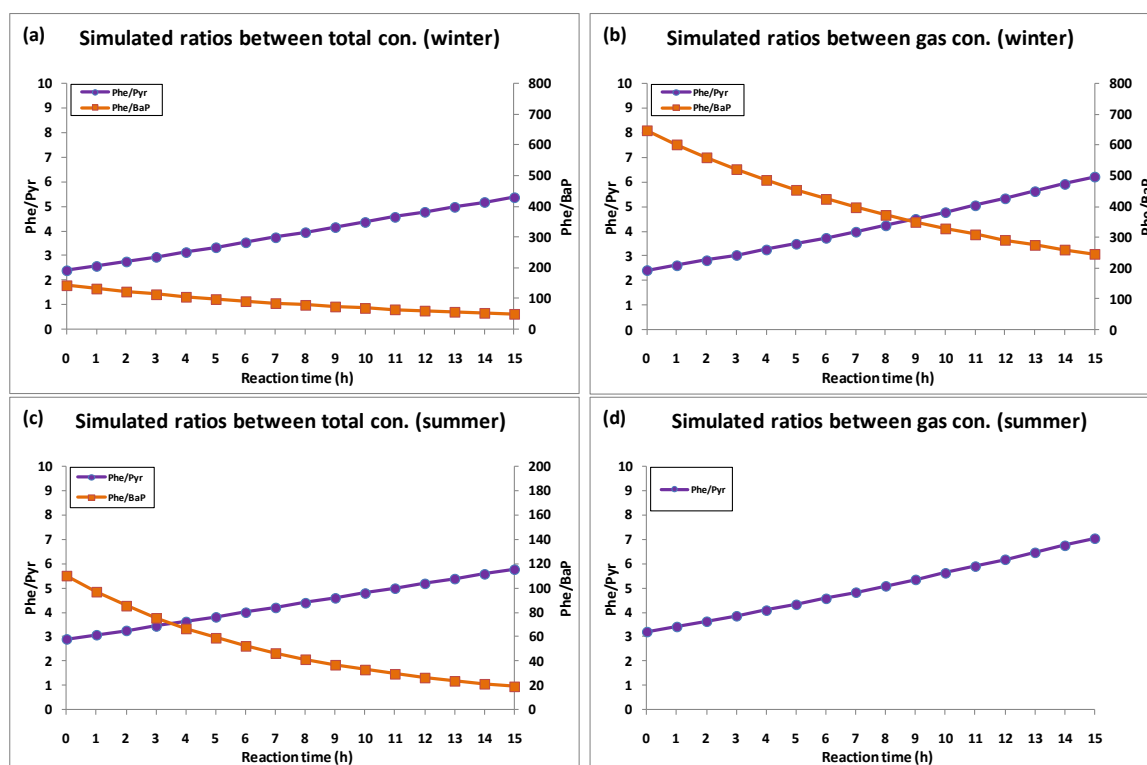 (a) Simulated ratios between total con. (winter)
Phe/Pyr
Phe/BaP
10
9
8
7
6
5
4
3
2
1
0
Phe/Pyr
800
700
600
500
400
300
200
100
0
Phe/BaP
0 1 2 3 4 5 6 7 8 9 10 11 12 13 14 15
Reaction time (h)
(b) Simulated ratios between gas con. (winter)
Phe/Pyr
Phe/BaP
10
9
8
7
6
5
4
3
2
1
0
Phe/Pyr
800
700
600
500
400
300
200
100
0
Phe/BaP
0 1 2 3 4 5 6 7 8 9 10 11 12 13 14 15
Reaction time (h)
(c) Simulated ratios between total con. (summer)
Phe/Pyr
Phe/BaP
10
9
8
7
6
5
4
3
2
1
0
Phe/Pyr
200
180
160
140
120
100
80
60
40
20
0
Phe/BaP
0 1 2 3 4 5 6 7 8 9 10 11 12 13 14 15
Reaction time (h)
(d) Simulated ratios between gas con. (summer)
Phe/Pyr
10
9
8
7
6
5
4
3
2
1
0
Phe/Pyr
0 1 2 3 4 5 6 7 8 9 10 11 12 13 14 15
Reaction time (h)